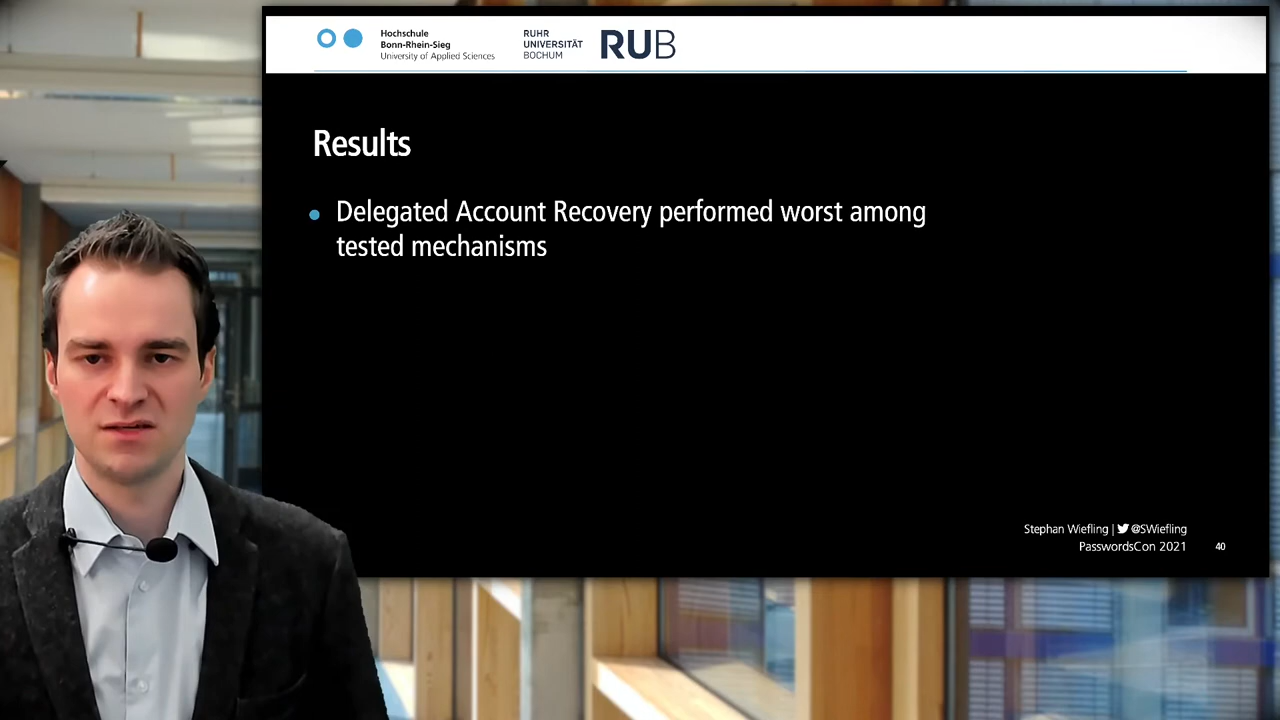 Hochschule
Bonn-Rhein-Sieg
University of Applied Sciences
RUHR
UNIVERSITÄT
BOCHUM
RUB
Results
Delegated Account Recovery performed worst among
tested mechanisms
Stephan Wiefling | @SWiefling
PasswordsCon 2021
40